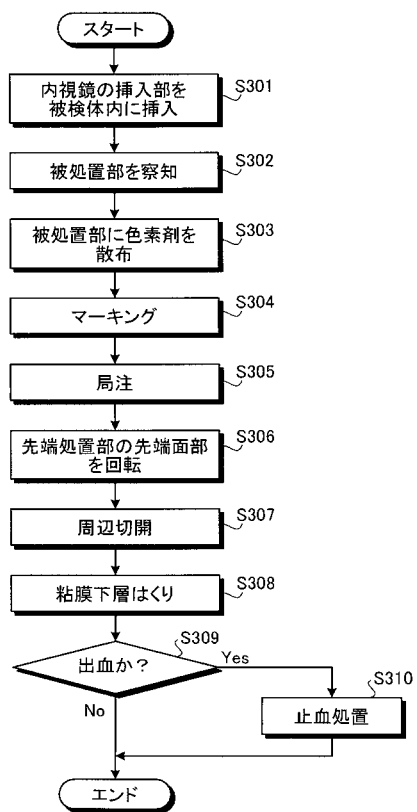 スタート
内視鏡の挿入部を
被検体内に挿入
S301
被処置部を察知
S302
被処置部に色素剤を
散布
S303
マーキング
S304
局注
S305
先端処置部の先端面部
を回転
S306
周辺切開
S307
粘膜下層はくり
S308
出血か?
S309
Yes
No
止血処置
S310
エンド